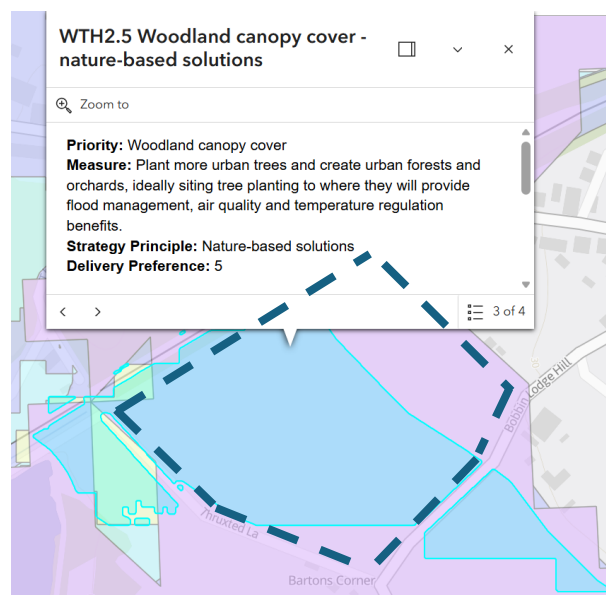 WTH2.5 Woodland canopy cover -
nature-based solutions
Zoom to
Priority: Woodland canopy cover
Measure: Plant more urban trees and create urban forests and
orchards, ideally siting tree planting to where they will provide
flood management, air quality and temperature regulation
benefits.
Strategy Principle: Nature-based solutions
Delivery Preference: 5
3 of 4
Bobbin Lodge Hill
Thruxted La
Bartons Corner